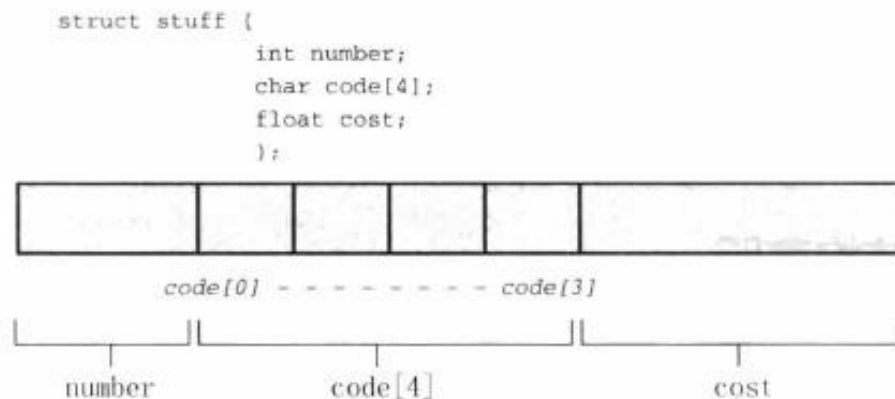 struct stuff {
int number;
char code[4];
float cost;
};
code[0] - - - - - - - - code[3]
number code[4] cost